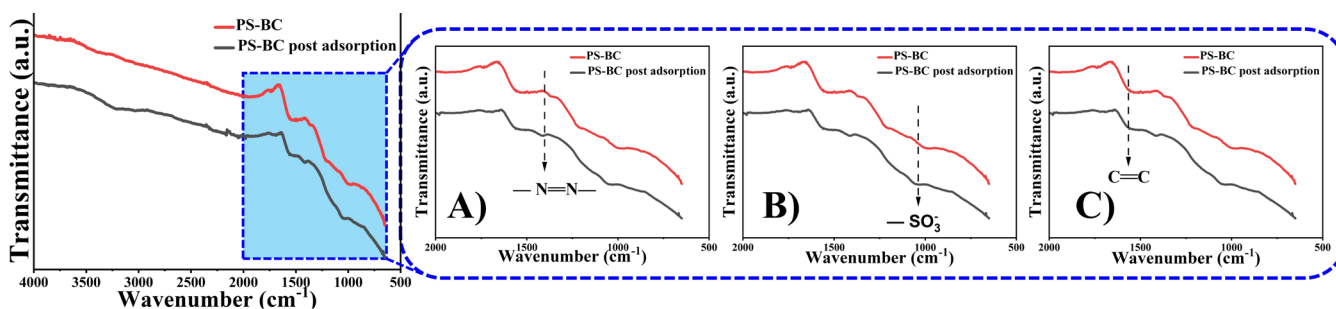 PS-BC
PS-BC post adsorption
Transmittance (a.u.)
4000 3500 3000 2500 2000 1500 1000 500
Wavenumber (cm⁻¹)
PS-BC
PS-BC post adsorption
Transmittance (a.u.)
A)
— N═N—
2000 1500 1000 500
Wavenumber (cm⁻¹)
PS-BC
PS-BC post adsorption
Transmittance (a.u.)
B)
— SO₃⁻
2000 1500 1000 500
Wavenumber (cm⁻¹)
PS-BC
PS-BC post adsorption
Transmittance (a.u.)
C═C
C)
2000 1500 1000 500
Wavenumber (cm⁻¹)